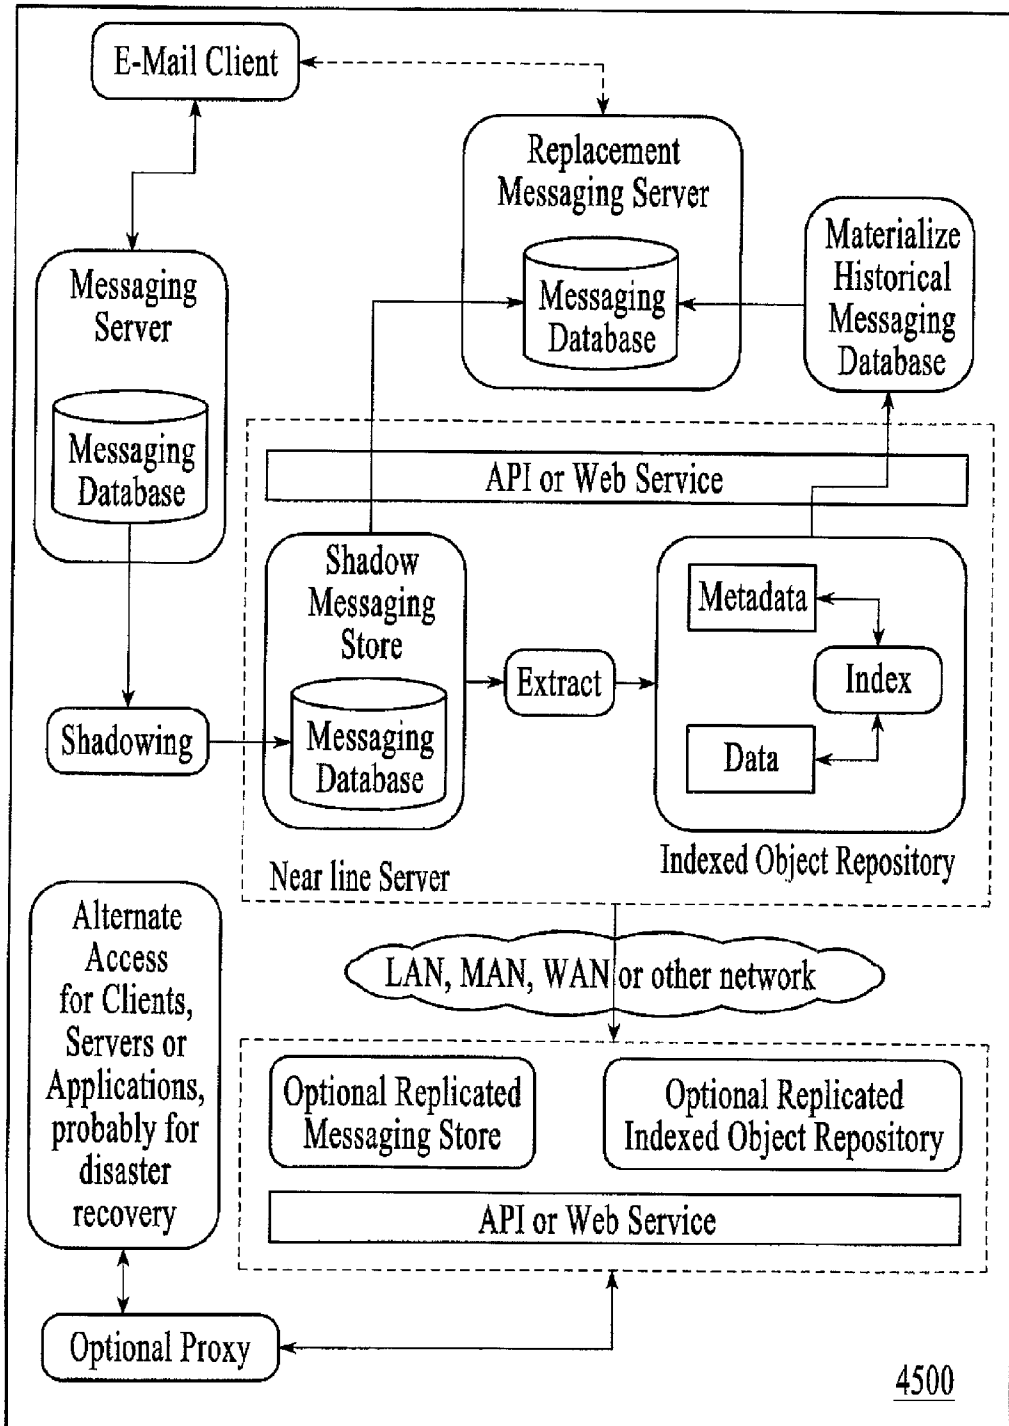 E-Mail Client
Replacement
Messaging Server
Messaging
Database
Materialize
Historical
Messaging
Database
Messaging
Server
Messaging
Database
API or Web Service
Shadow
Messaging
Store
Messaging
Database
Shadowing
Extract
Metadata
Index
Data
Near line Server
Indexed Object Repository
Alternate
Access
for Clients,
Servers or
Applications,
probably for
disaster
recovery
LAN, MAN, WAN or other network
Optional Replicated
Messaging Store
Optional Replicated
Indexed Object Repository
API or Web Service
Optional Proxy
4500